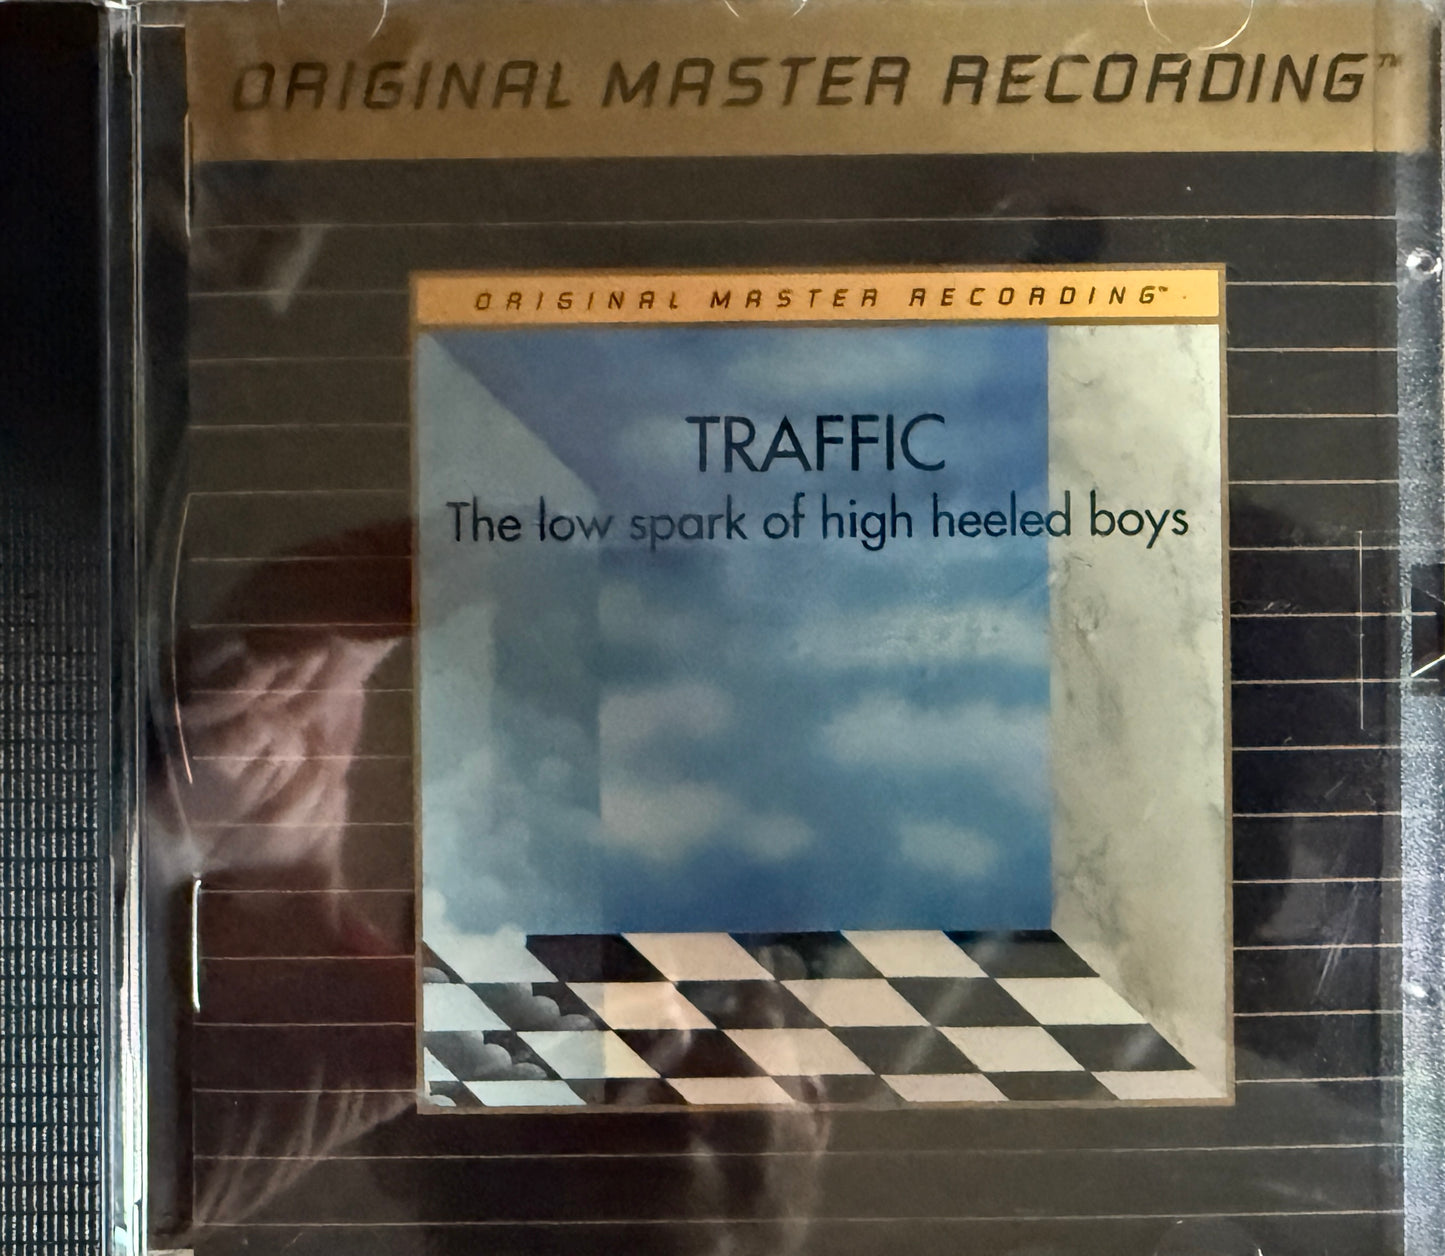 ORIGINAL MASTER RECORDING™
ORIGINAL MASTER RECORDING™
TRAFFIC
The low spark of high heeled boys